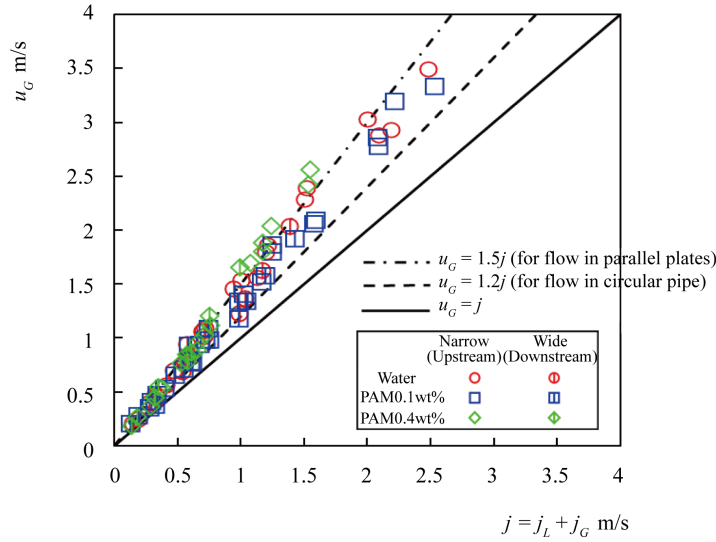 4
3.5
3
2.5
2
1.5
1
0.5
0
u_G m/s
u_G = 1.5j (for flow in parallel plates)
u_G = 1.2j (for flow in circular pipe)
u_G = j
Narrow Wide
(Upstream) (Downstream)
Water
PAM0.1wt%
PAM0.4wt%
0 0.5 1 1.5 2 2.5 3 3.5 4
j = j_L + j_G m/s